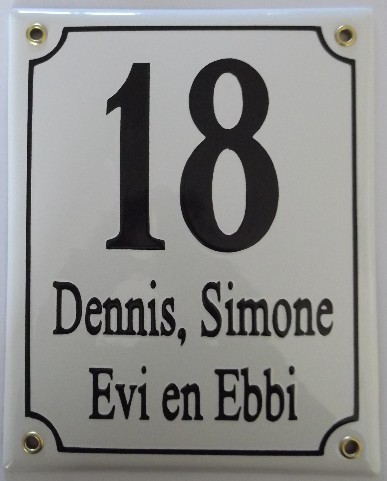 18
Dennis, Simone
Evi en Ebbi